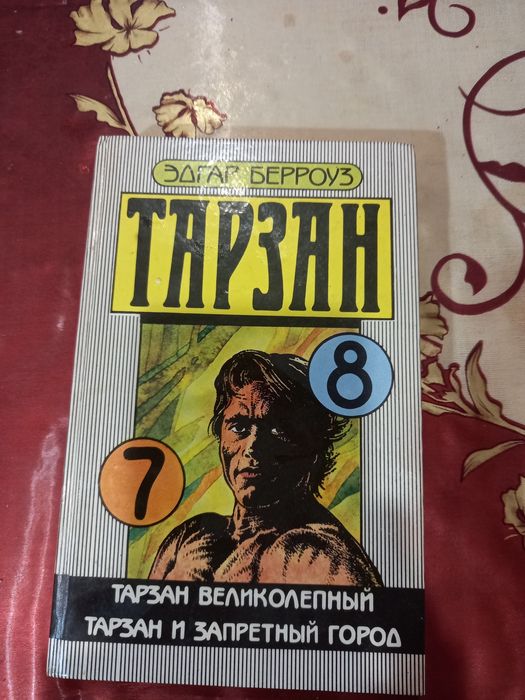 ЭДГАР БЕРРОУЗ
ТАРЗАН
8
7
ТАРЗАН ВЕЛИКОЛЕПНЫЙ
ТАРЗАН И ЗАПРЕТНЫЙ ГОРОД